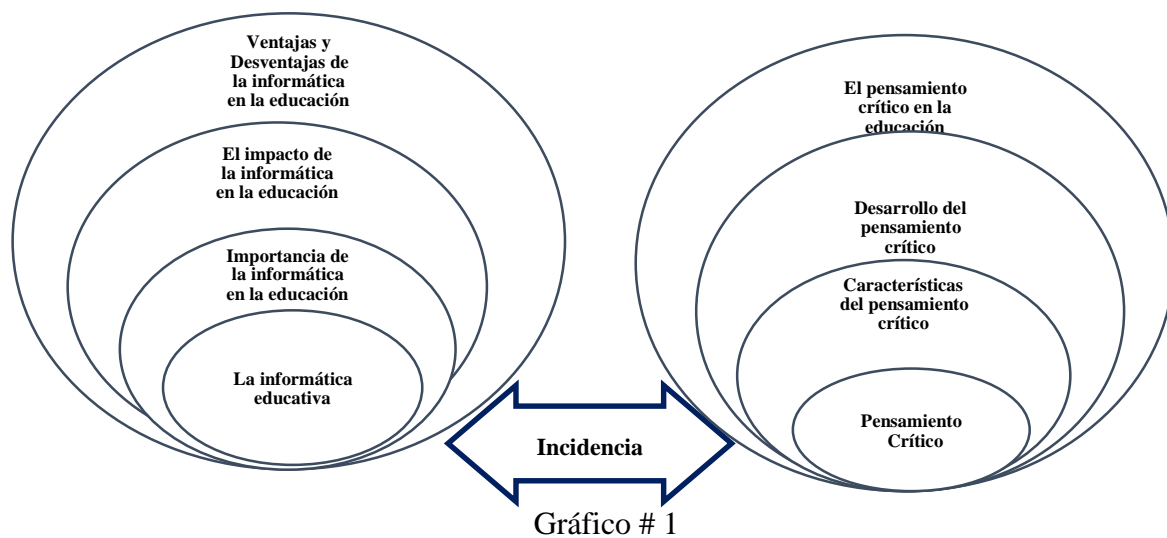 Ventajas y
Desventajas de
la informática
en la educación
El impacto de
la informática
en la educación
Importancia de
la informática
en la educación
La informática
educativa
El pensamiento
crítico en la
educación
Desarrollo del
pensamiento
crítico
Características
del pensamiento
crítico
Pensamiento
Crítico
Incidencia
Gráfico # 1